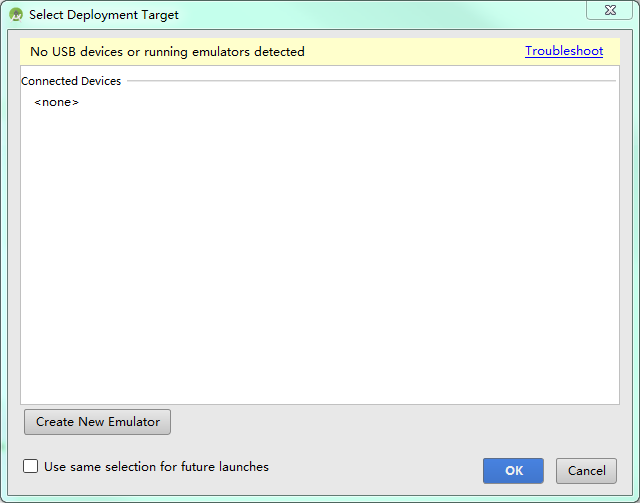 Select Deployment Target
No USB devices or running emulators detected Troubleshoot
Connected Devices
<none>
Create New Emulator
Use same selection for future launches
OK Cancel